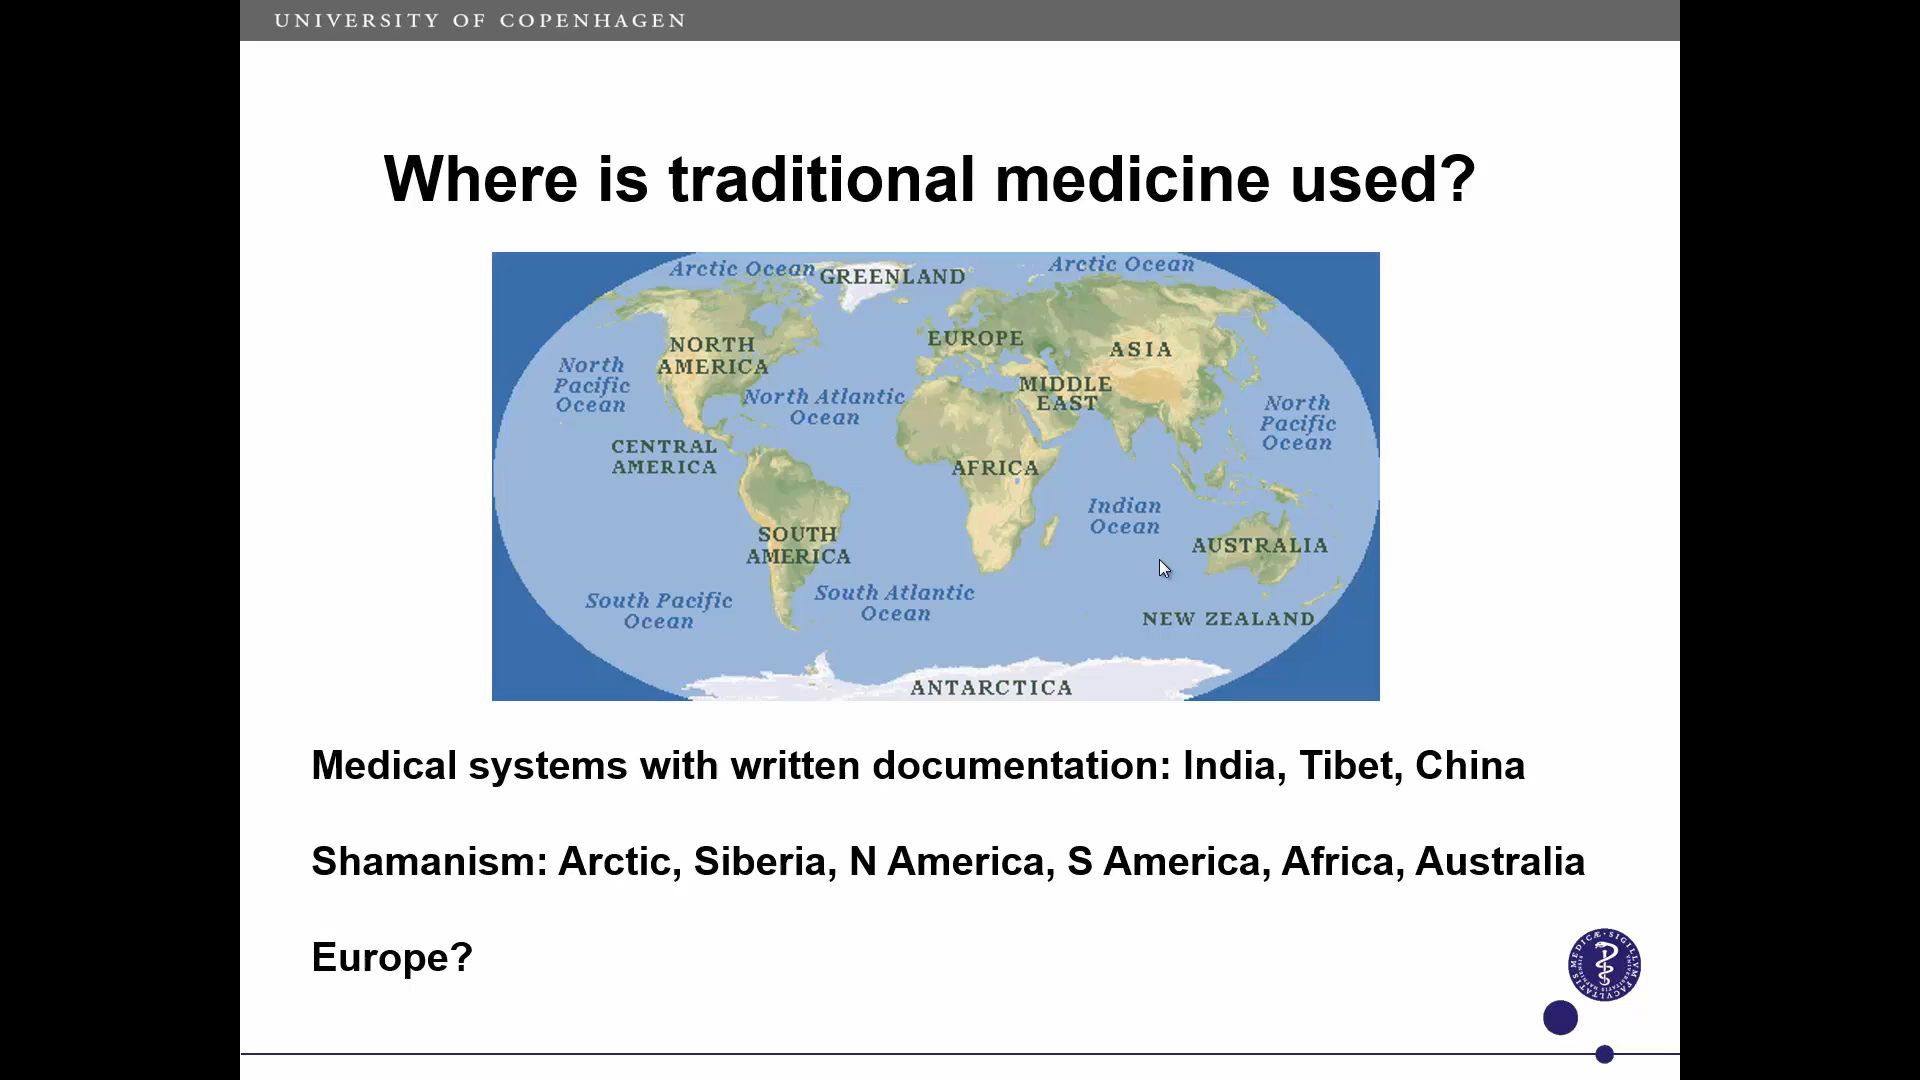 UNIVERSITY OF COPENHAGEN
Where is traditional medicine used?
Arctic Ocean
GREENLAND
Arctic Ocean
NORTH
AMERICA
EUROPE
ASIA
North
Pacific
Ocean
MIDDLE
EAST
North Atlantic
Ocean
North
Pacific
Ocean
CENTRAL
AMERICA
AFRICA
Indian
Ocean
SOUTH
AMERICA
AUSTRALIA
South Pacific
Ocean
South Atlantic
Ocean
NEW ZEALAND
ANTARCTICA
Medical systems with written documentation: India, Tibet, China
Shamanism: Arctic, Siberia, N America, S America, Africa, Australia
Europe?